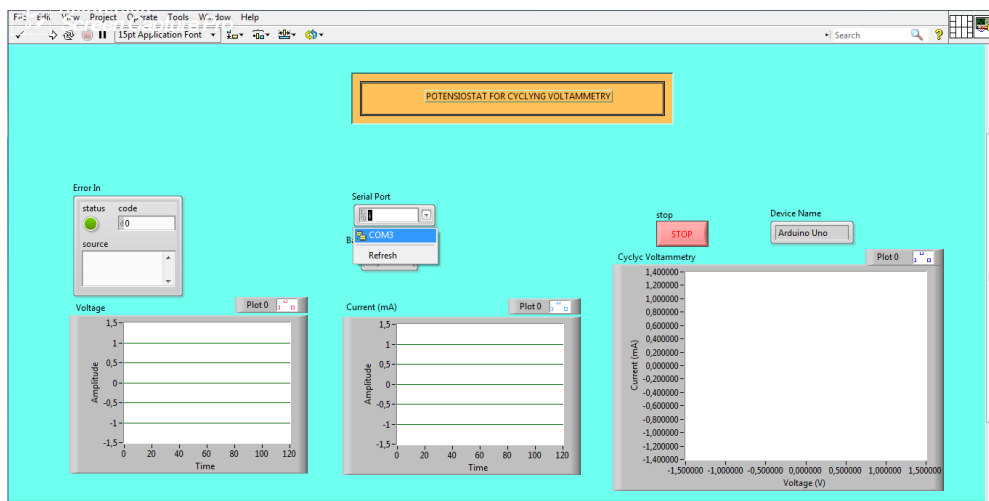 File Edit View Project Operate Tools Window Help
Screen Capture Pro
15pt Application Font
Search
POTENSIOSTAT FOR CYCLYNG VOLTAMMETRY
Error In
status code
0
source
Serial Port
COM3
Refresh
stop
STOP
Device Name
Arduino Uno
Voltage
Plot 0
Amplitude
1,5
1
0,5
0
-0,5
-1
-1,5
0 20 40 60 80 100 120
Time
Current (mA)
Plot 0
Amplitude
1,5
1
0,5
0
-0,5
-1
-1,5
0 20 40 60 80 100 120
Time
Cyclyc Voltammetry
Plot 0
Current (mA)
1,400000
1,200000
1,000000
0,800000
0,600000
0,400000
0,200000
0,000000
-0,200000
-0,400000
-0,600000
-0,800000
-1,000000
-1,200000
-1,400000
-1,500000 -1,000000 -0,500000 0,000000 0,500000 1,000000 1,500000
Voltage (V)